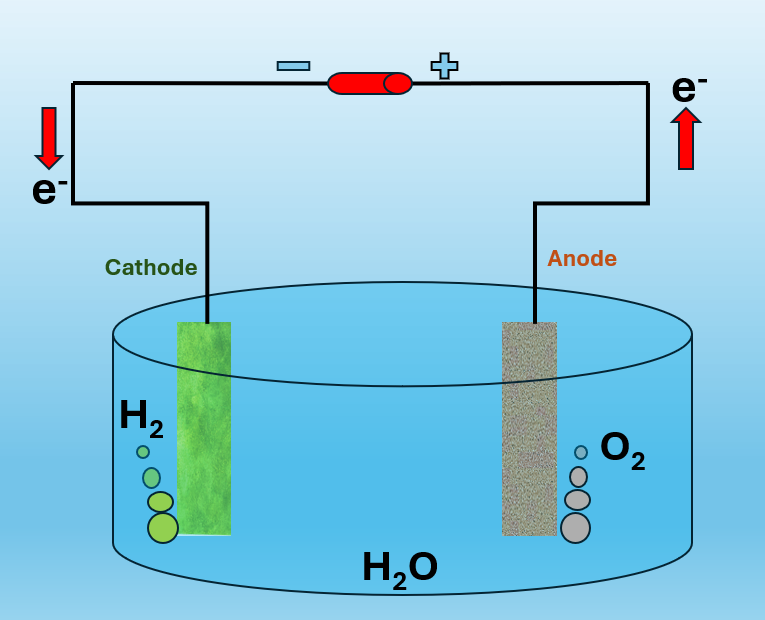 − +
e⁻
e⁻
Cathode
Anode
H₂
O₂
H₂O